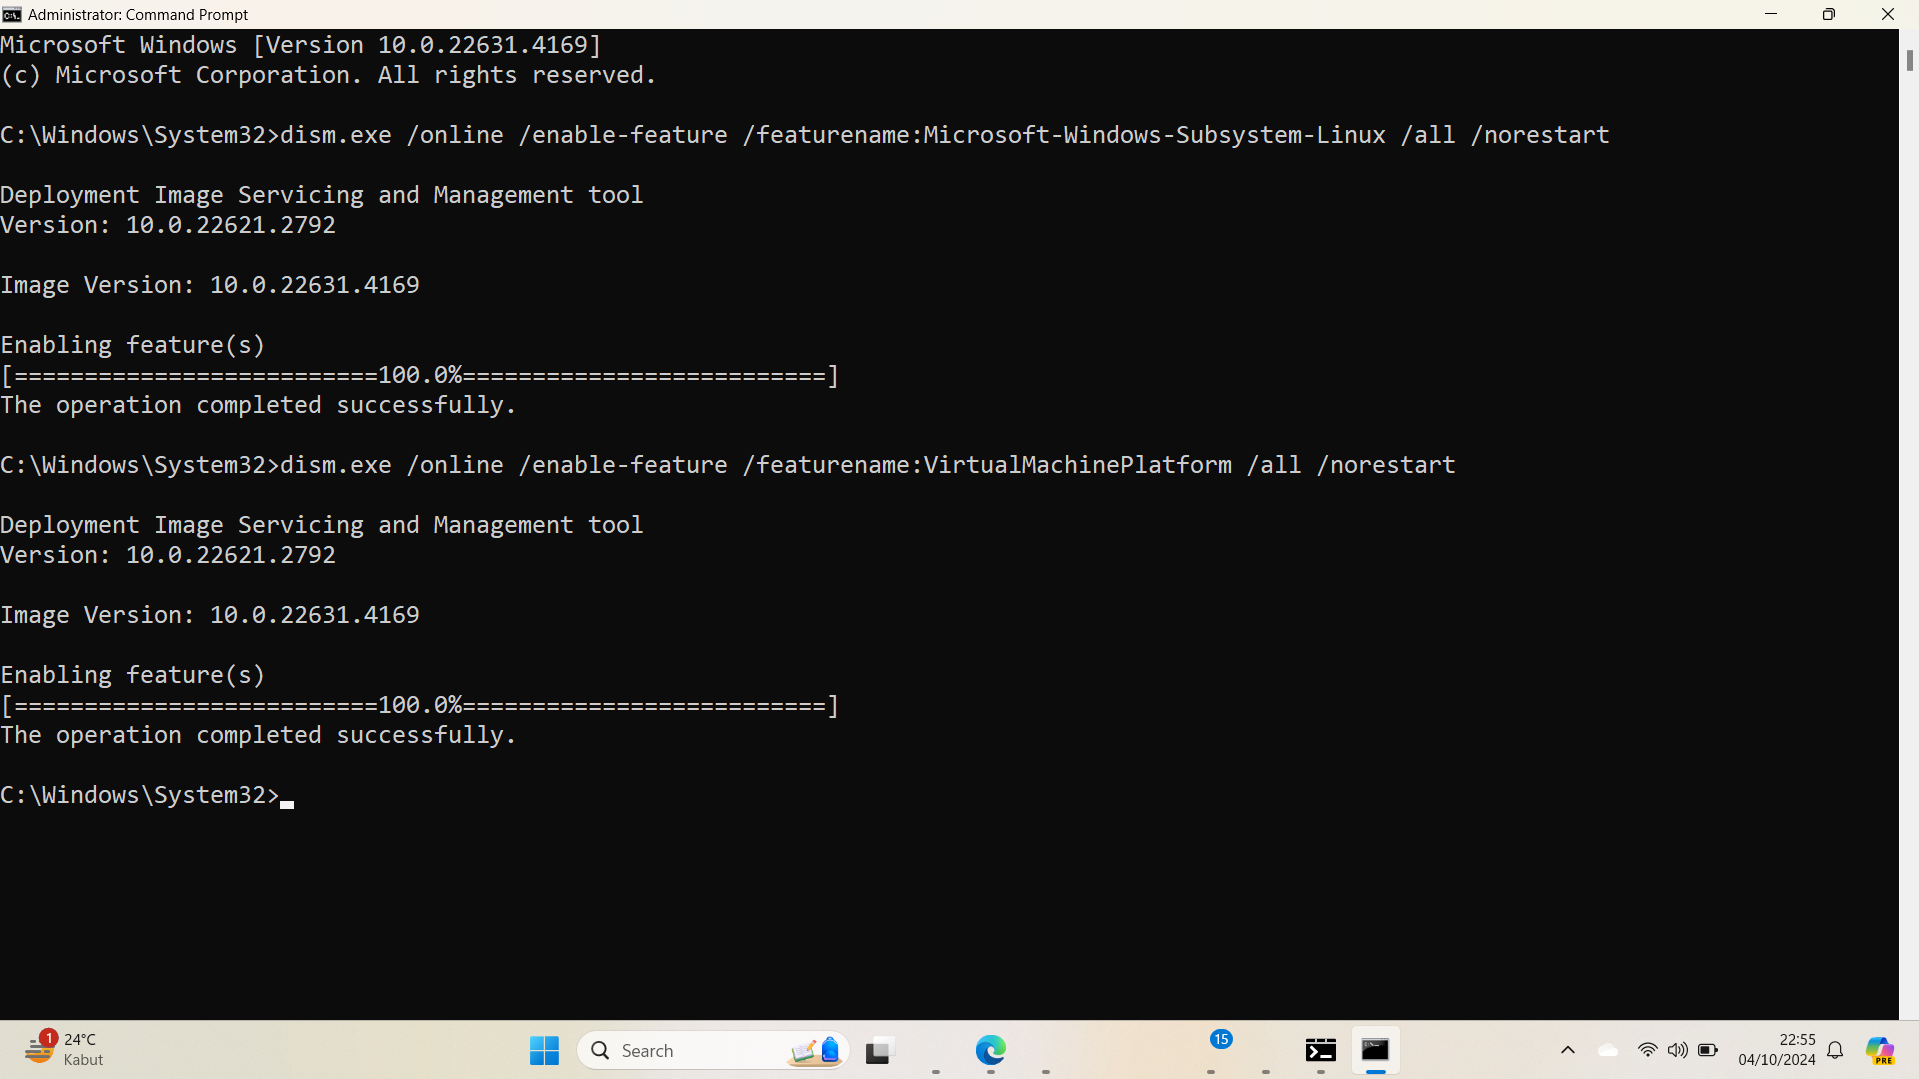 Administrator: Command Prompt
Microsoft Windows [Version 10.0.22631.4169]
(c) Microsoft Corporation. All rights reserved.
C:\Windows\System32>dism.exe /online /enable-feature /featurename:Microsoft-Windows-Subsystem-Linux /all /norestart
Deployment Image Servicing and Management tool
Version: 10.0.22621.2792
Image Version: 10.0.22631.4169
Enabling feature(s)
[==========================100.0%==========================]
The operation completed successfully.
C:\Windows\System32>dism.exe /online /enable-feature /featurename:VirtualMachinePlatform /all /norestart
Deployment Image Servicing and Management tool
Version: 10.0.22621.2792
Image Version: 10.0.22631.4169
Enabling feature(s)
[==========================100.0%==========================]
The operation completed successfully.
C:\Windows\System32>
1
24°C
Kabut
Search
15
22:55
04/10/2024
PRE